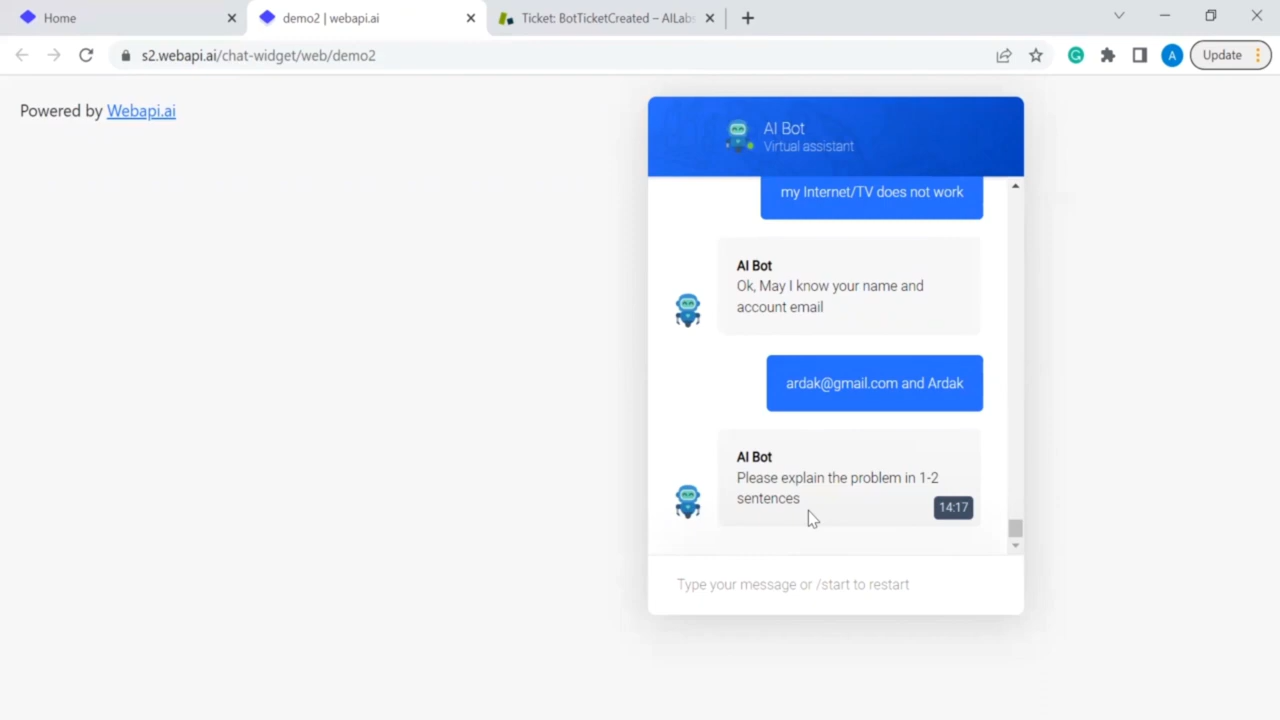 Home
demo2 | webapi.ai
Ticket: BotTicketCreated – AILabs
s2.webapi.ai/chat-widget/web/demo2
A
Update
Powered by Webapi.ai
AI Bot
Virtual assistant
my Internet/TV does not work
AI Bot
Ok, May I know your name and
account email
ardak@gmail.com and Ardak
AI Bot
Please explain the problem in 1-2
sentences
14:17
Type your message or /start to restart